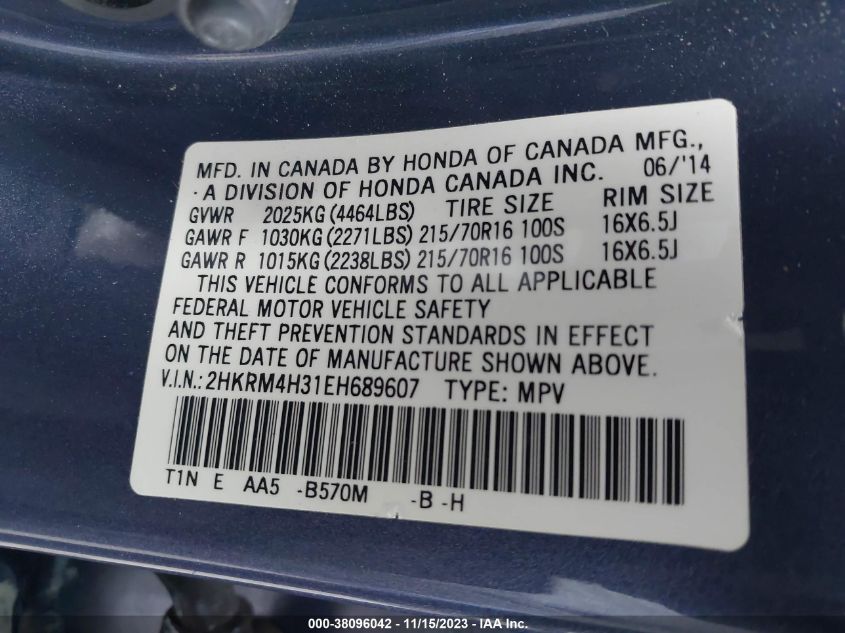 MFD. IN CANADA BY HONDA OF CANADA MFG.,
·A DIVISION OF HONDA CANADA INC. 06/'14
GVWR 2025KG (4464LBS) TIRE SIZE RIM SIZE
GAWR F 1030KG (2271LBS) 215/70R16 100S 16X6.5J
GAWR R 1015KG (2238LBS) 215/70R16 100S 16X6.5J
THIS VEHICLE CONFORMS TO ALL APPLICABLE
FEDERAL MOTOR VEHICLE SAFETY
AND THEFT PREVENTION STANDARDS IN EFFECT
ON THE DATE OF MANUFACTURE SHOWN ABOVE.
V.I.N.: 2HKRM4H31EH689607 TYPE: MPV
T1N E AA5 -B570M -B -H
000-38096042 - 11/15/2023 - IAAI INC.